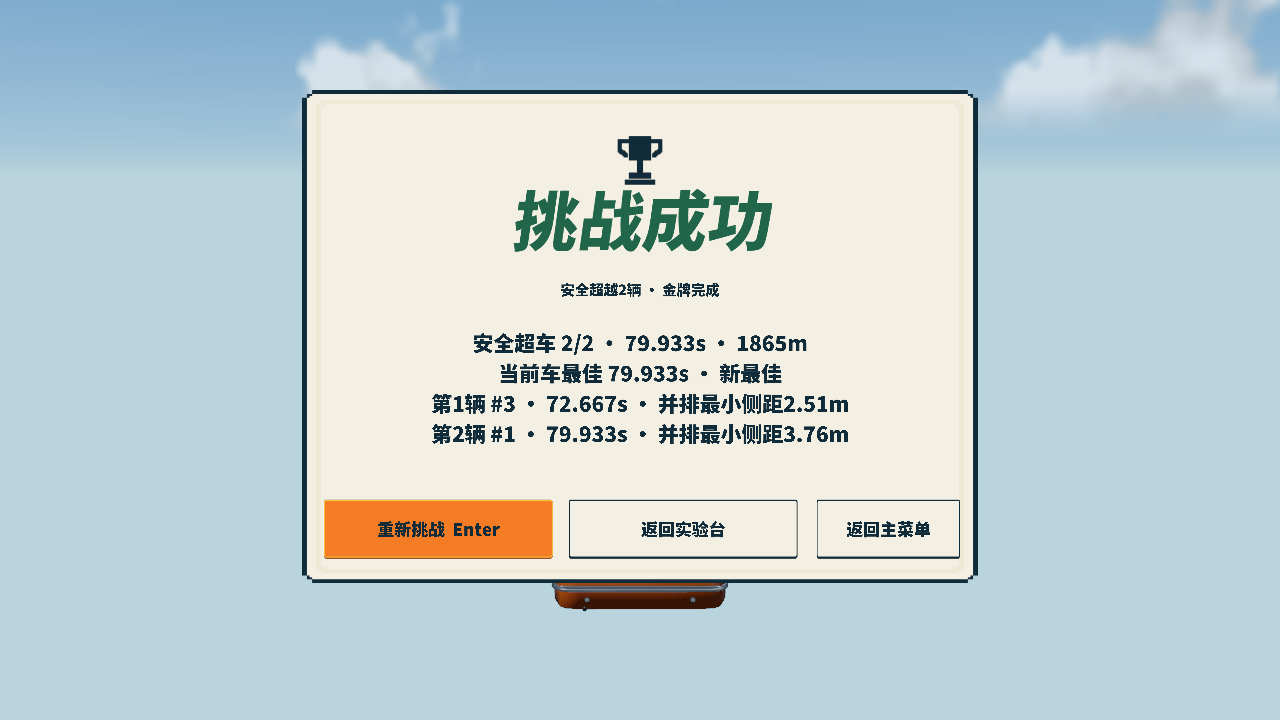 挑战成功
安全超越2辆 · 金牌完成
安全超车 2/2 · 79.933s · 1865m
当前车最佳 79.933s · 新最佳
第1辆 #3 · 72.667s · 并排最小侧距2.51m
第2辆 #1 · 79.933s · 并排最小侧距3.76m
重新挑战 Enter
返回实验台
返回主菜单